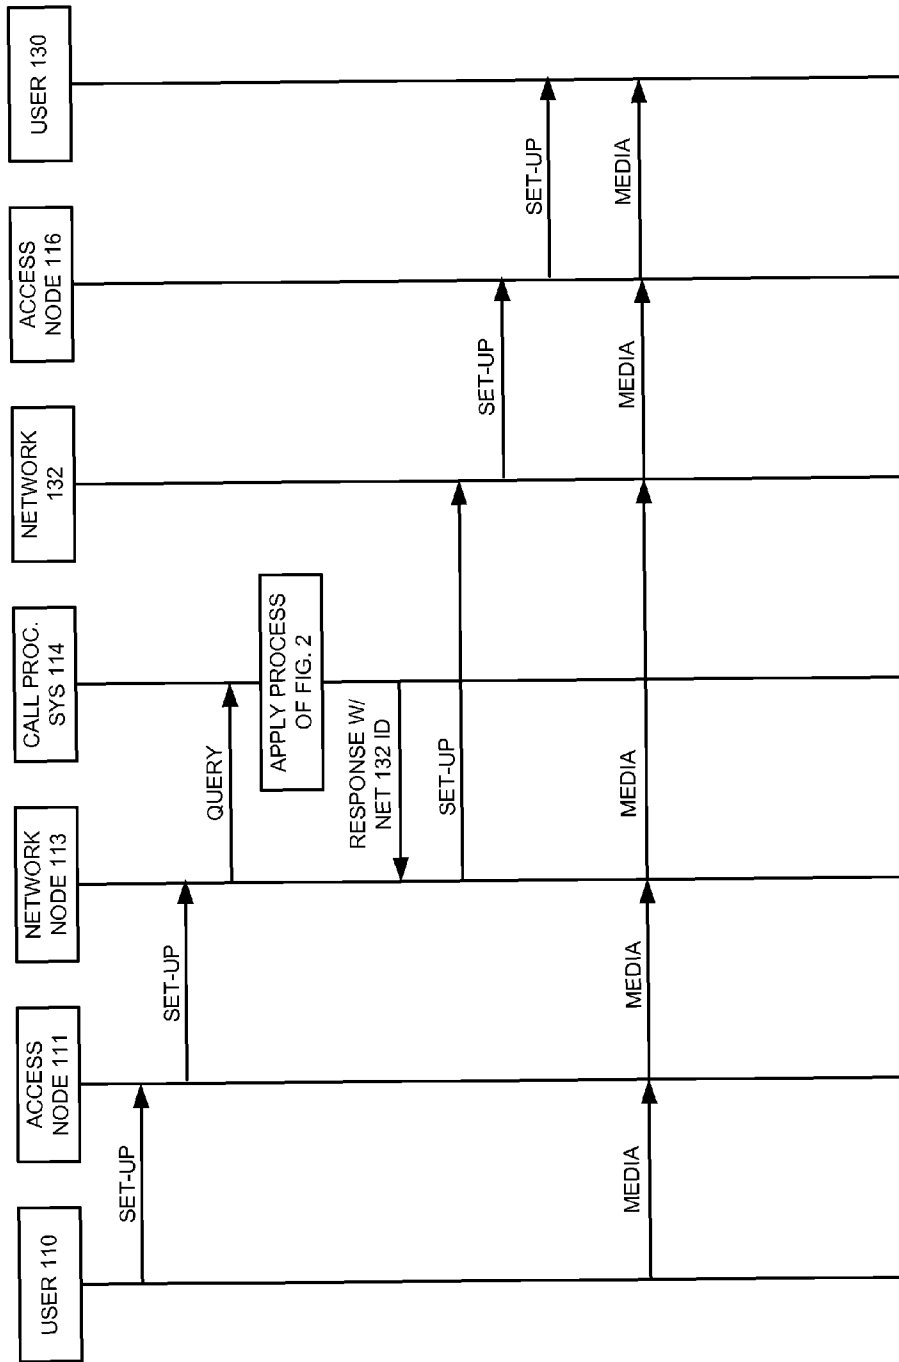 USER 110
ACCESS
NODE 111
NETWORK
NODE 113
CALL PROC.
SYS 114
NETWORK
132
ACCESS
NODE 116
USER 130
SET-UP
SET-UP
QUERY
APPLY PROCESS
OF FIG. 2
RESPONSE W/
NET 132 ID
SET-UP
SET-UP
SET-UP
MEDIA
MEDIA
MEDIA
MEDIA
MEDIA